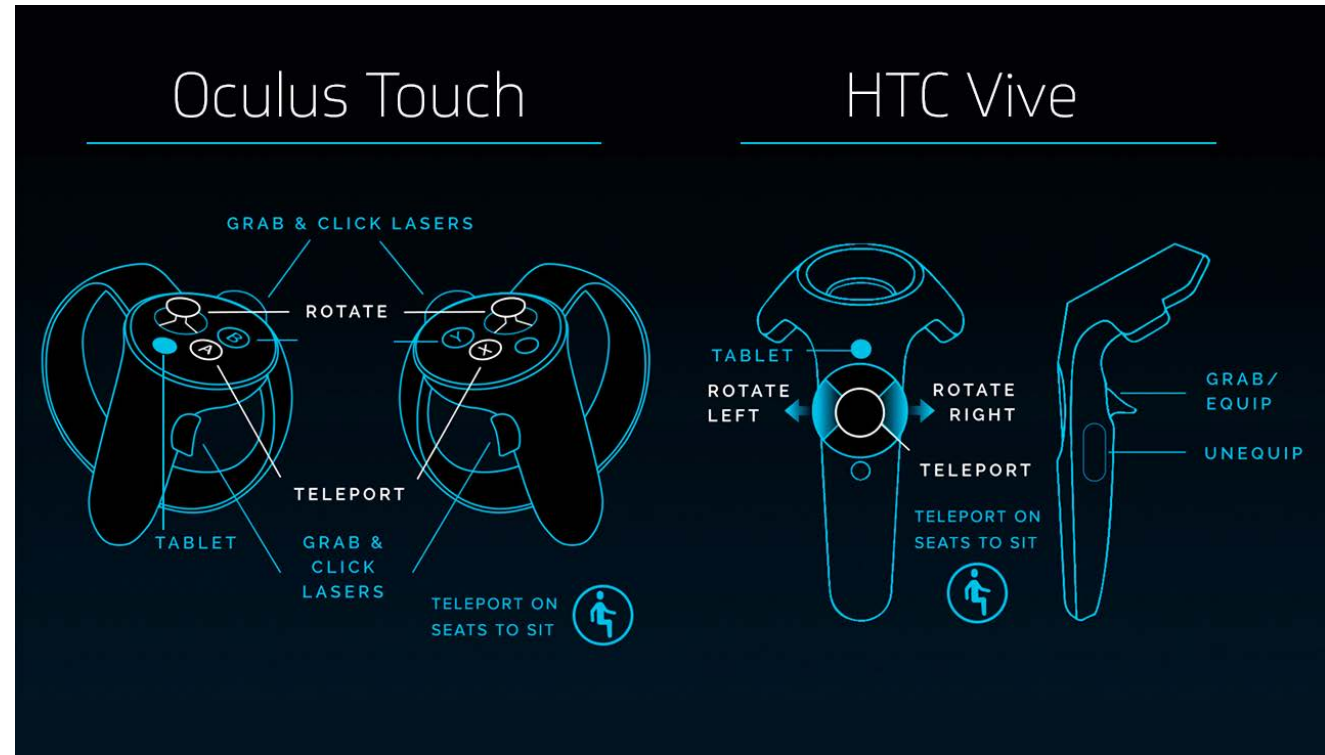 Oculus Touch
HTC Vive
GRAB & CLICK LASERS
ROTATE
B
A
Y
X
TELEPORT
TABLET
GRAB &
CLICK
LASERS
TELEPORT ON
SEATS TO SIT
TABLET
ROTATE
LEFT
ROTATE
RIGHT
TELEPORT
TELEPORT ON
SEATS TO SIT
GRAB/
EQUIP
UNEQUIP